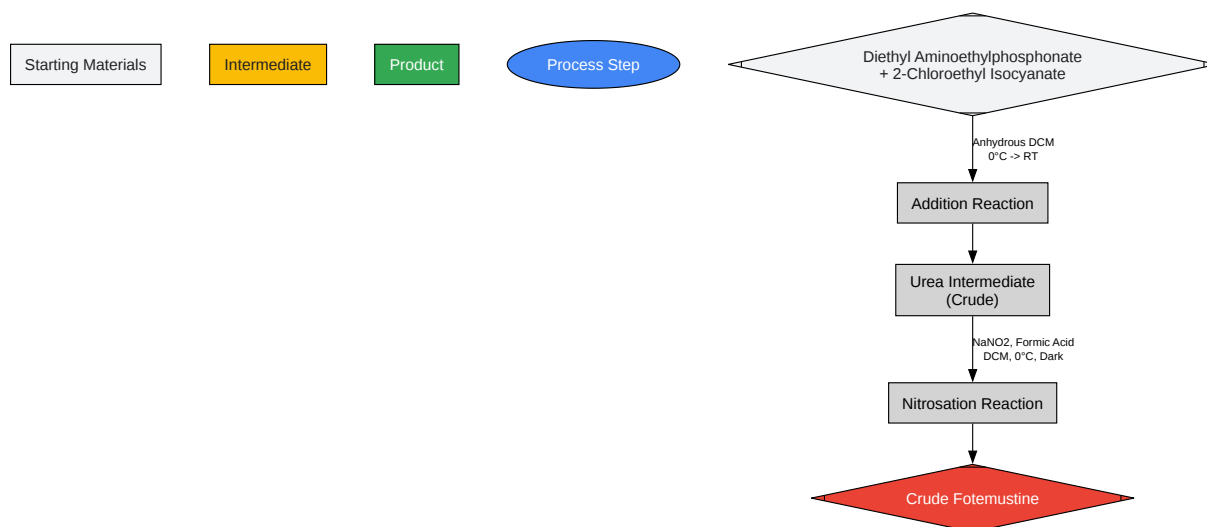 Starting Materials
Intermediate
Product
Process Step
Diethyl Aminoethylphosphonate
+ 2-Chloroethyl Isocyanate
Anhydrous DCM
0°C -> RT
Addition Reaction
Urea Intermediate
(Crude)
NaNO2, Formic Acid
DCM, 0°C, Dark
Nitrosation Reaction
Crude Fotemustine